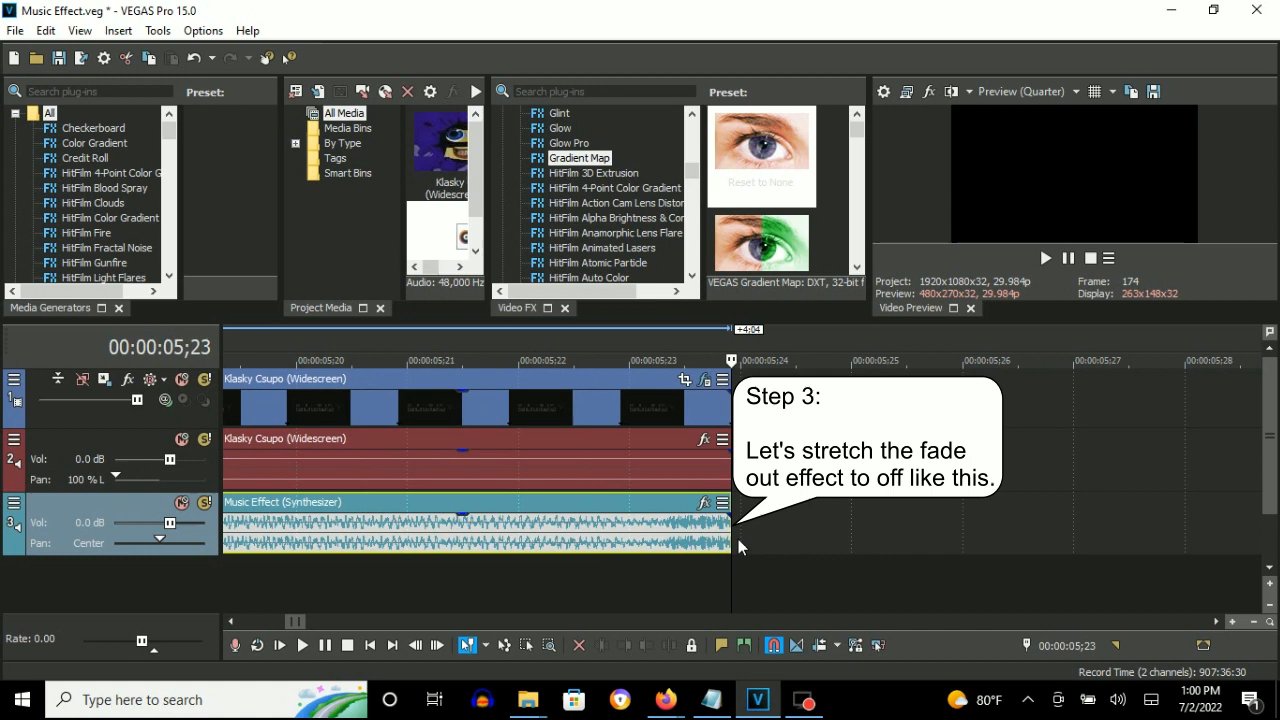 Music Effect.veg * - VEGAS Pro 15.0
File Edit View Insert Tools Options Help
Search plug-ins
Preset:
All
Checkerboard
Color Gradient
Credit Roll
HitFilm 4-Point Color G
HitFilm Blood Spray
HitFilm Clouds
HitFilm Color Gradient
HitFilm Fire
HitFilm Fractal Noise
HitFilm Gunfire
HitFilm Light Flares
Media Generators
All Media
Media Bins
By Type
Tags
Smart Bins
Klasky
(Widescre
Audio: 48,000 Hz
Project Media
Search plug-ins
Preset:
Glint
Glow
Glow Pro
Gradient Map
HitFilm 3D Extrusion
HitFilm 4-Point Color Gradient
HitFilm Action Cam Lens Distor
HitFilm Alpha Brightness & Cor
HitFilm Anamorphic Lens Flare
HitFilm Animated Lasers
HitFilm Atomic Particle
HitFilm Auto Color
Reset to None
VEGAS Gradient Map: DXT, 32-bit f
Video FX
Preview (Quarter)
Project: 1920x1080x32, 29.984p
Preview: 480x270x32, 29.984p
Frame: 174
Display: 263x148x32
Video Preview
00:00:05;23
+4;04
00:00:05;20 00:00:05;21 00:00:05;22 00:00:05;23 00:00:05;24 00:00:05;25 00:00:05;26 00:00:05;27 00:00:05;28
1
Klasky Csupo (Widescreen)
2
Vol: 0.0 dB
Pan: 100 % L
Klasky Csupo (Widescreen)
3
Vol: 0.0 dB
Pan: Center
Music Effect (Synthesizer)
Step 3:
Let's stretch the fade
out effect to off like this.
Rate: 0.00
00:00:05;23
Record Time (2 channels): 907:36:30
Type here to search
80°F
1:00 PM
7/2/2022
1